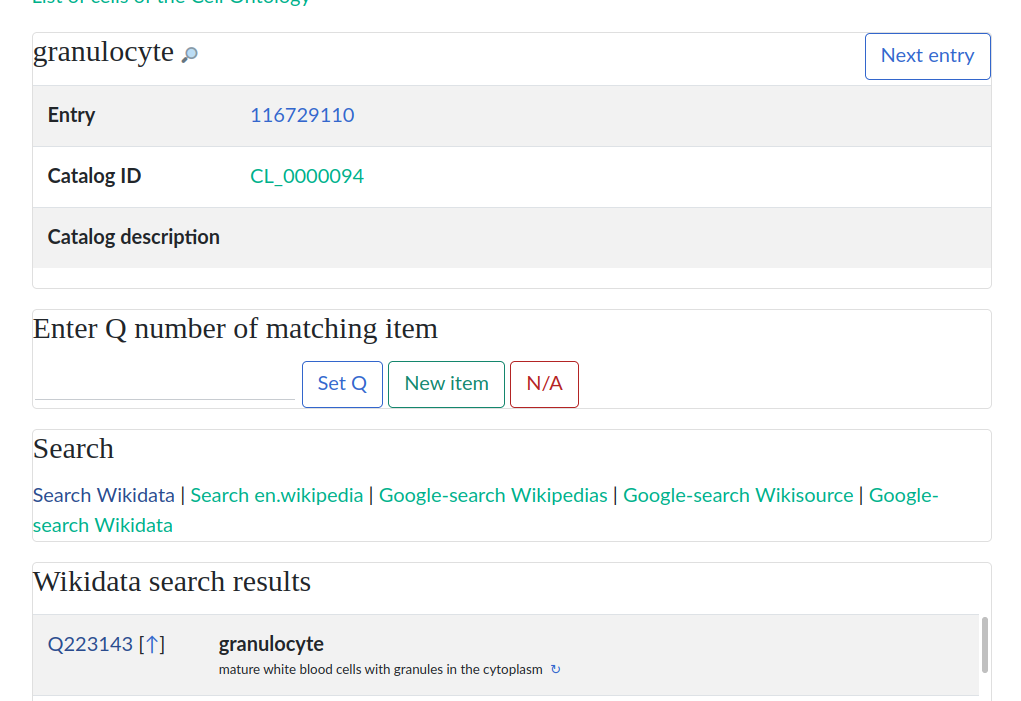 List of cells of the Cell Ontology
granulocyte
Next entry
Entry 116729110
Catalog ID CL_0000094
Catalog description
Enter Q number of matching item
Set Q New item N/A
Search
Search Wikidata | Search en.wikipedia | Google-search Wikipedias | Google-search Wikisource | Google-
search Wikidata
Wikidata search results
Q223143 [↑] granulocyte
mature white blood cells with granules in the cytoplasm ↻